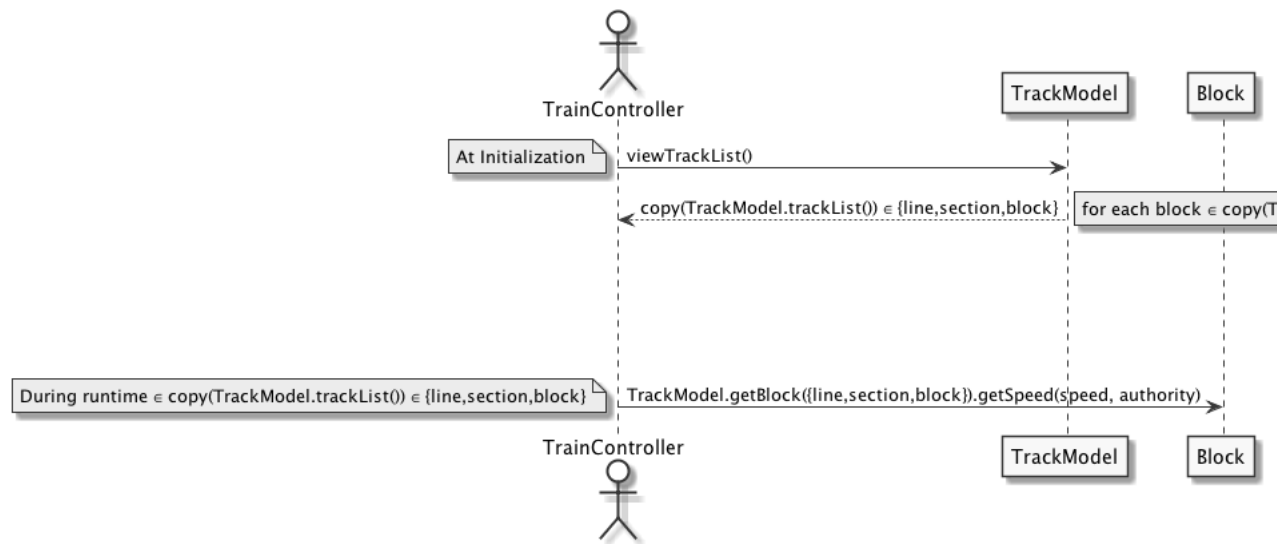 TrainController
TrackModel
Block
At Initialization
viewTrackList()
copy(TrackModel.trackList()) ∈ {line,section,block}
for each block ∈ copy(T
During runtime ∈ copy(TrackModel.trackList()) ∈ {line,section,block}
TrackModel.getBlock({line,section,block}).getSpeed(speed, authority)
TrainController
TrackModel
Block